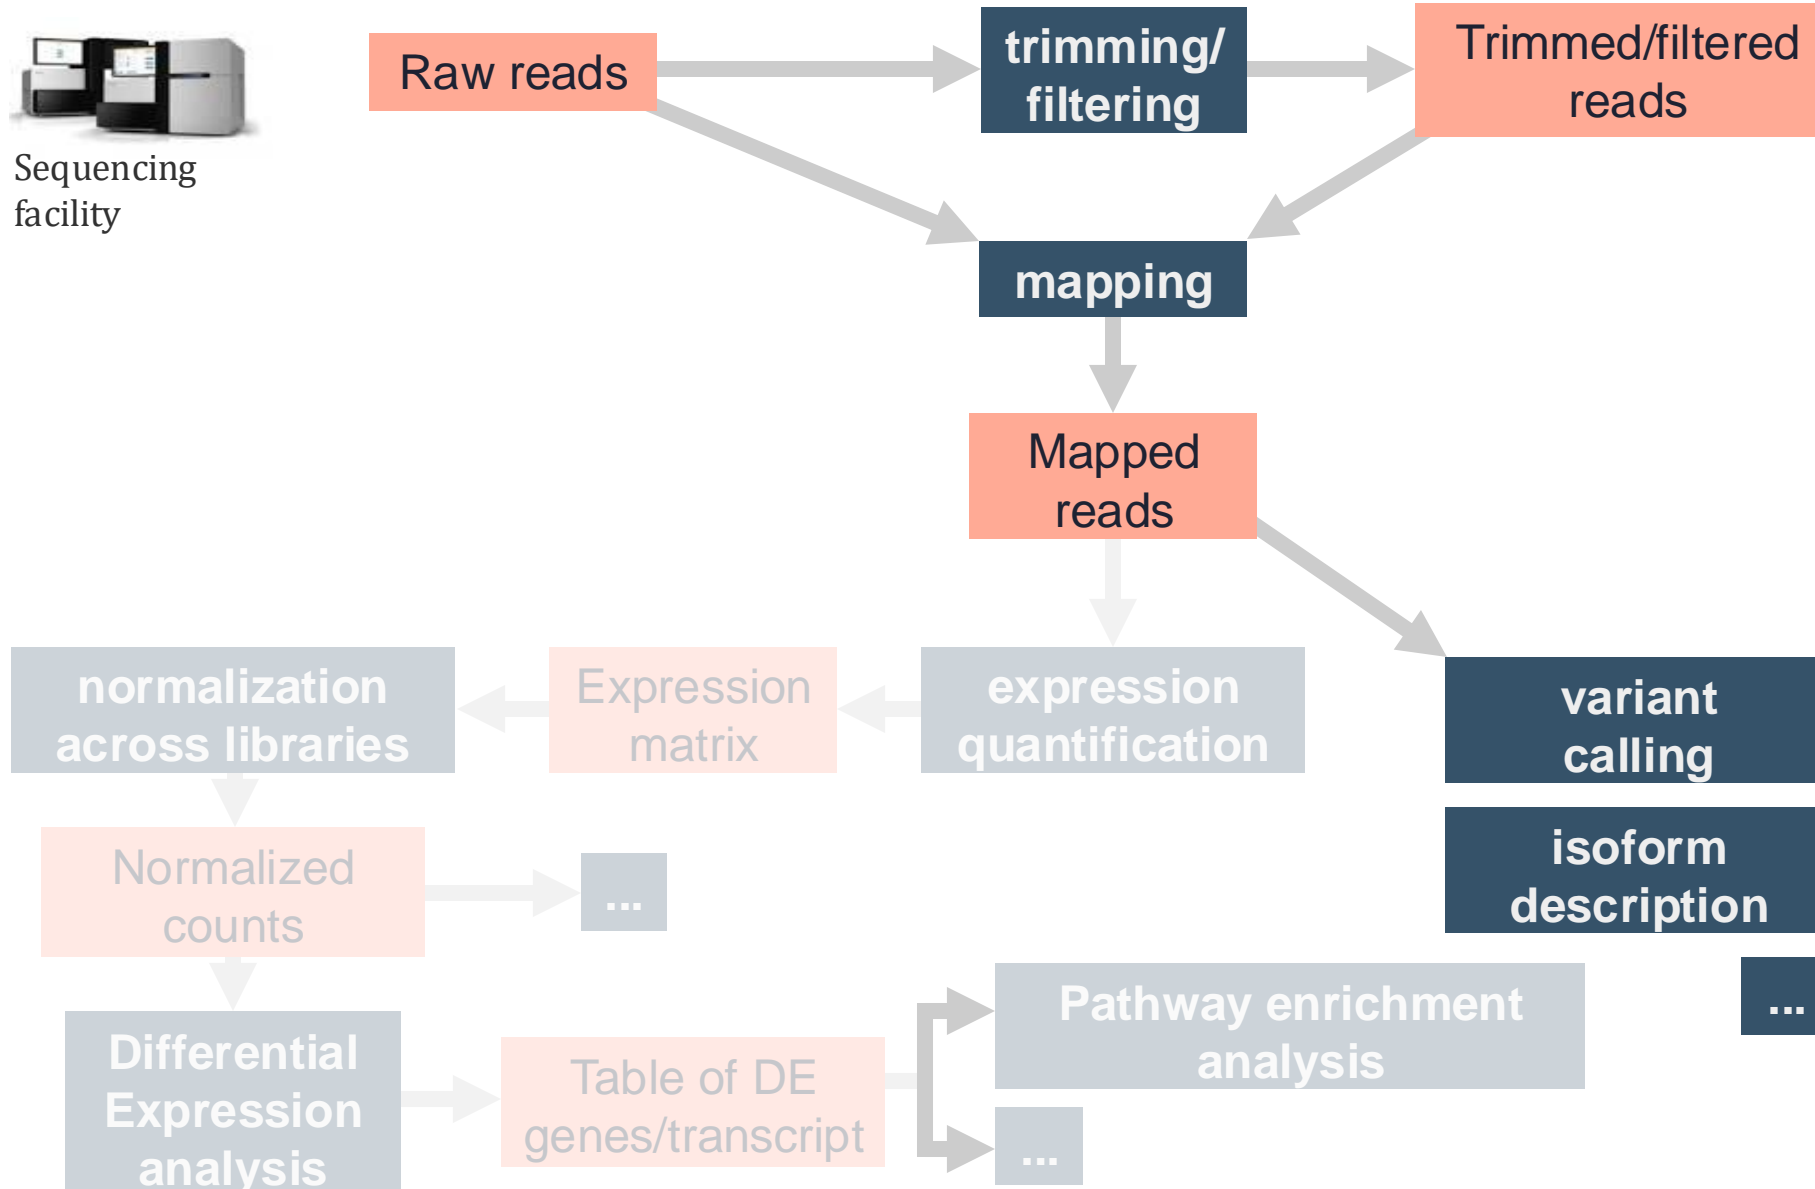 Sequencing
facility
Raw reads
trimming/
filtering
Trimmed/filtered
reads
mapping
Mapped
reads
normalization
across libraries
Expression
matrix
expression
quantification
variant
calling
Normalized
counts
...
isoform
description
...
Differential
Expression
analysis
Table of DE
genes/transcript
Pathway enrichment
analysis
...